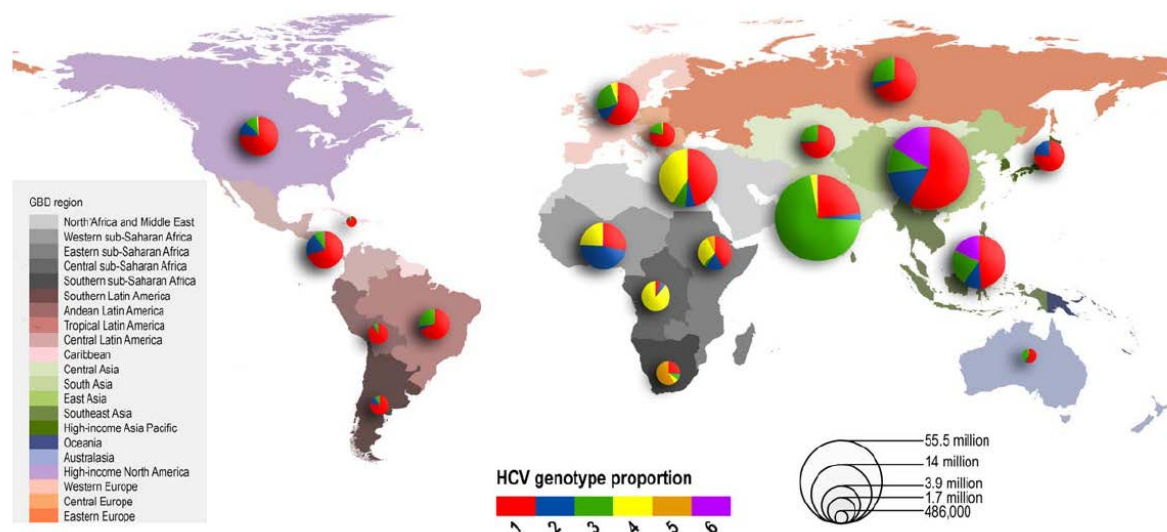 GBD region
North Africa and Middle East
Western sub-Saharan Africa
Eastern sub-Saharan Africa
Central sub-Saharan Africa
Southern sub-Saharan Africa
Southern Latin America
Andean Latin America
Tropical Latin America
Central Latin America
Caribbean
Central Asia
South Asia
East Asia
Southeast Asia
High-income Asia Pacific
Oceania
Australasia
High-income North America
Western Europe
Central Europe
Eastern Europe
HCV genotype proportion
1 2 3 4 5 6
55.5 million
14 million
3.9 million
1.7 million
486,000